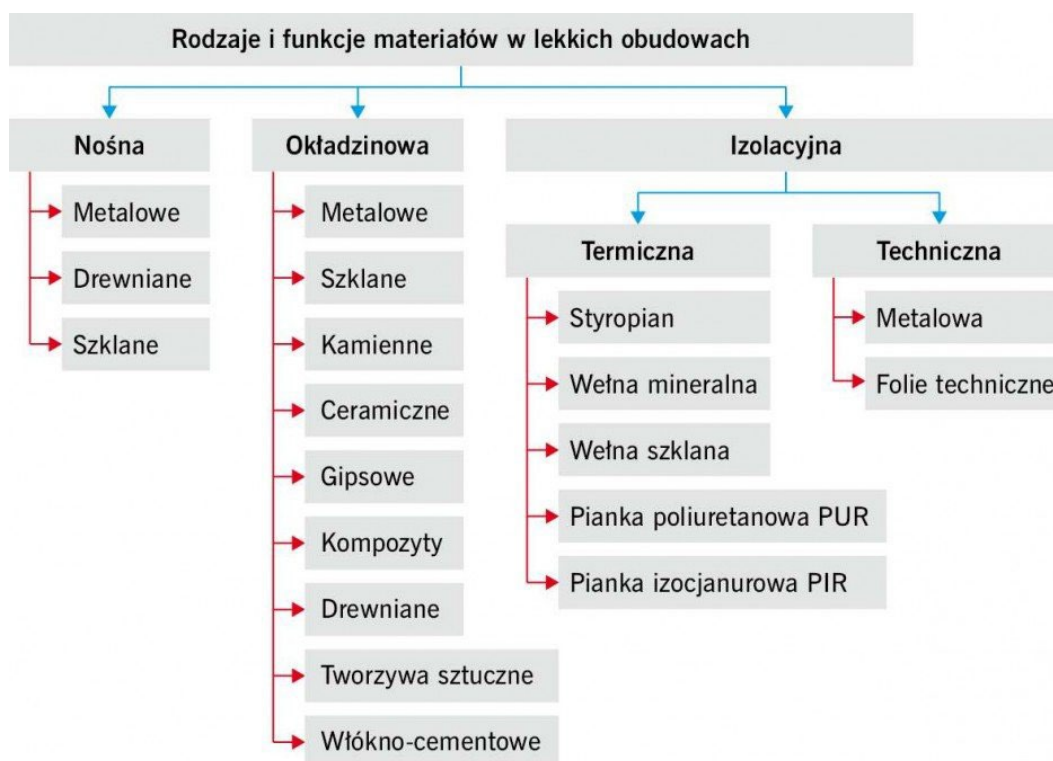 Rodzaje i funkcje materiałów w lekkich obudowach
Nośna
Metalowe
Drewniane
Szklane
Okładzinowa
Metalowe
Szklane
Kamienne
Ceramiczne
Gipsowe
Kompozyty
Drewniane
Tworzywa sztuczne
Włókno-cementowe
Izolacyjna
Termiczna
Styropian
Wełna mineralna
Wełna szklana
Pianka poliuretanowa PUR
Pianka izocjanurowa PIR
Techniczna
Metalowa
Folie techniczne